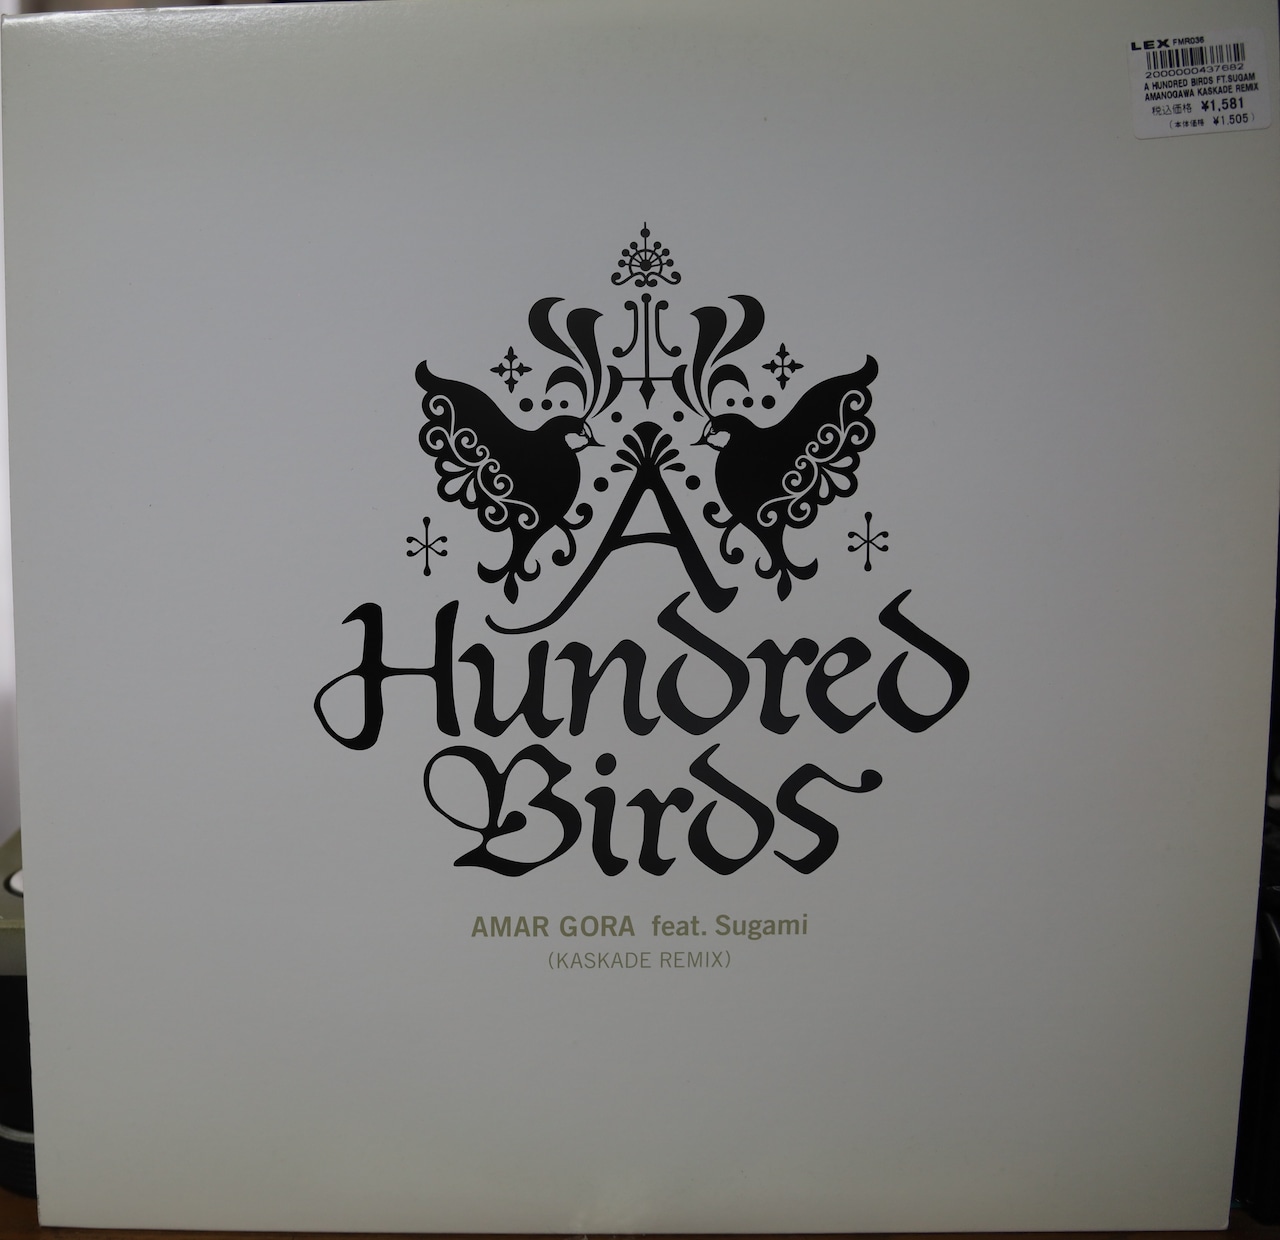 LEX FMR036
2000000437682
A HUNDRED BIRDS FT.SUGAM
AMANOGAWA KASKADE REMIX
税込価格 ¥1,581
(本体価格 ¥1,505)
A
Hundred
Birds
AMAR GORA feat. Sugami
(KASKADE REMIX)